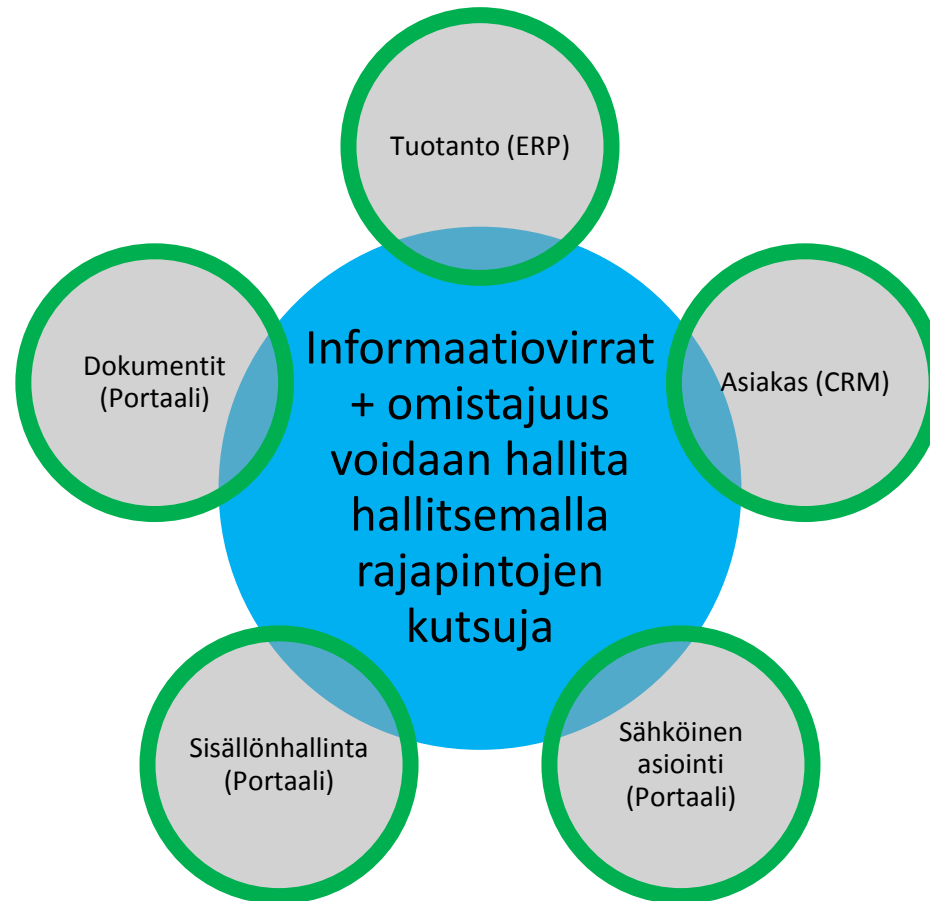 Tuotanto (ERP)
Dokumentit
(Portaali)
Informaatiovirrat
+ omistajuus
voidaan hallita
hallitsemalla
rajapintojen
kutsuja
Asiakas (CRM)
Sisällönhallinta
(Portaali)
Sähköinen
asiointi
(Portaali)